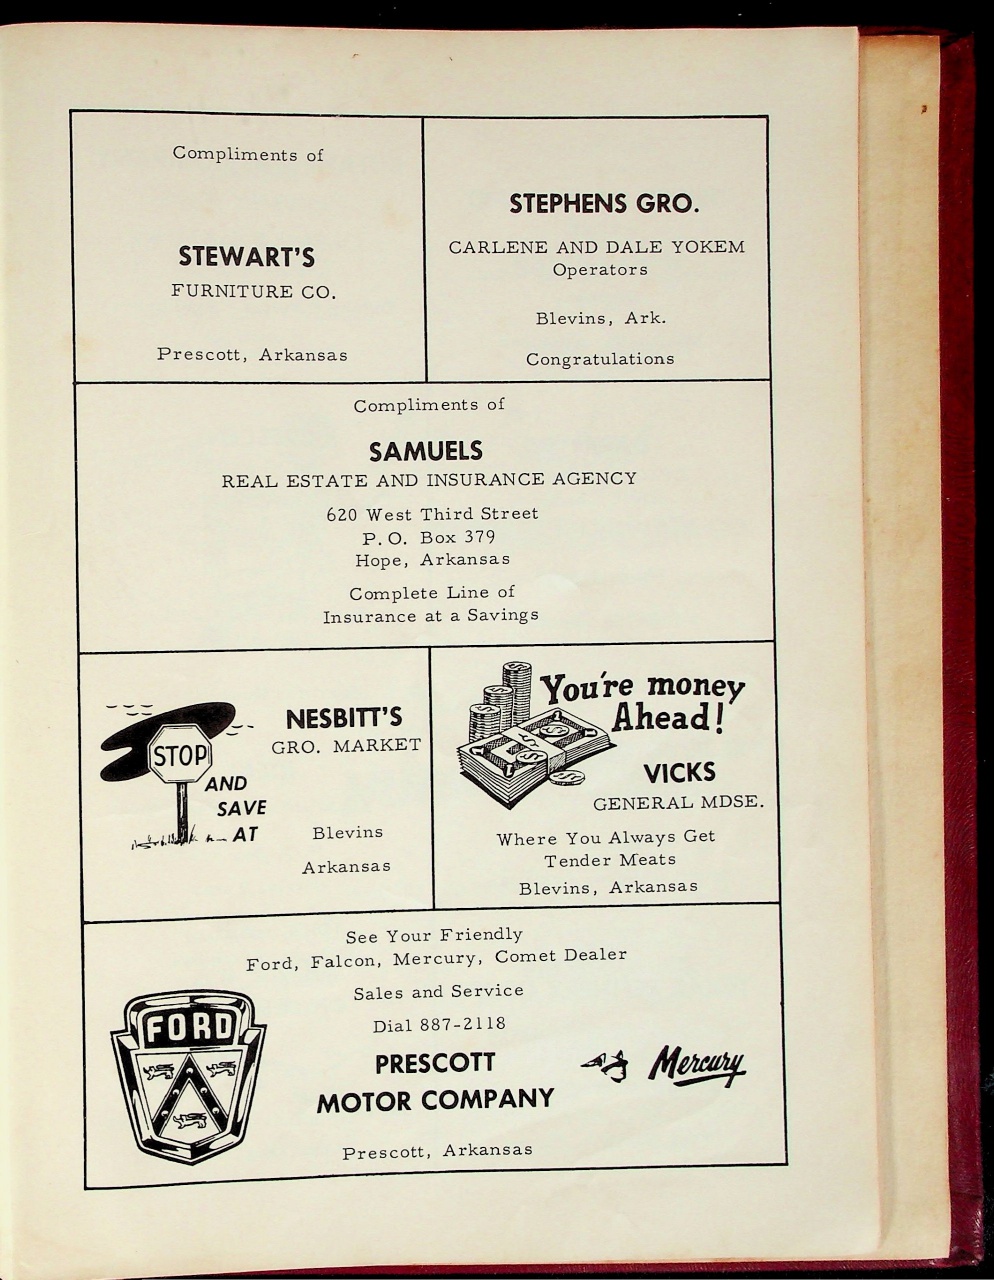 Compliments of
STEWART'S
FURNITURE CO.
Prescott, Arkansas
STEPHENS GRO.
CARLENE AND DALE YOKEM
Operators
Blevins, Ark.
Congratulations
Compliments of
SAMUELS
REAL ESTATE AND INSURANCE AGENCY
620 West Third Street
P.O. Box 379
Hope, Arkansas
Complete Line of
Insurance at a Savings
STOP
AND
SAVE
AT
NESBITT'S
GRO. MARKET
Blevins
Arkansas
You're money
Ahead!
VICKS
GENERAL MDSE.
Where You Always Get
Tender Meats
Blevins, Arkansas
See Your Friendly
Ford, Falcon, Mercury, Comet Dealer
Sales and Service
Dial 887-2118
FORD
PRESCOTT
MOTOR COMPANY
Mercury
Prescott, Arkansas